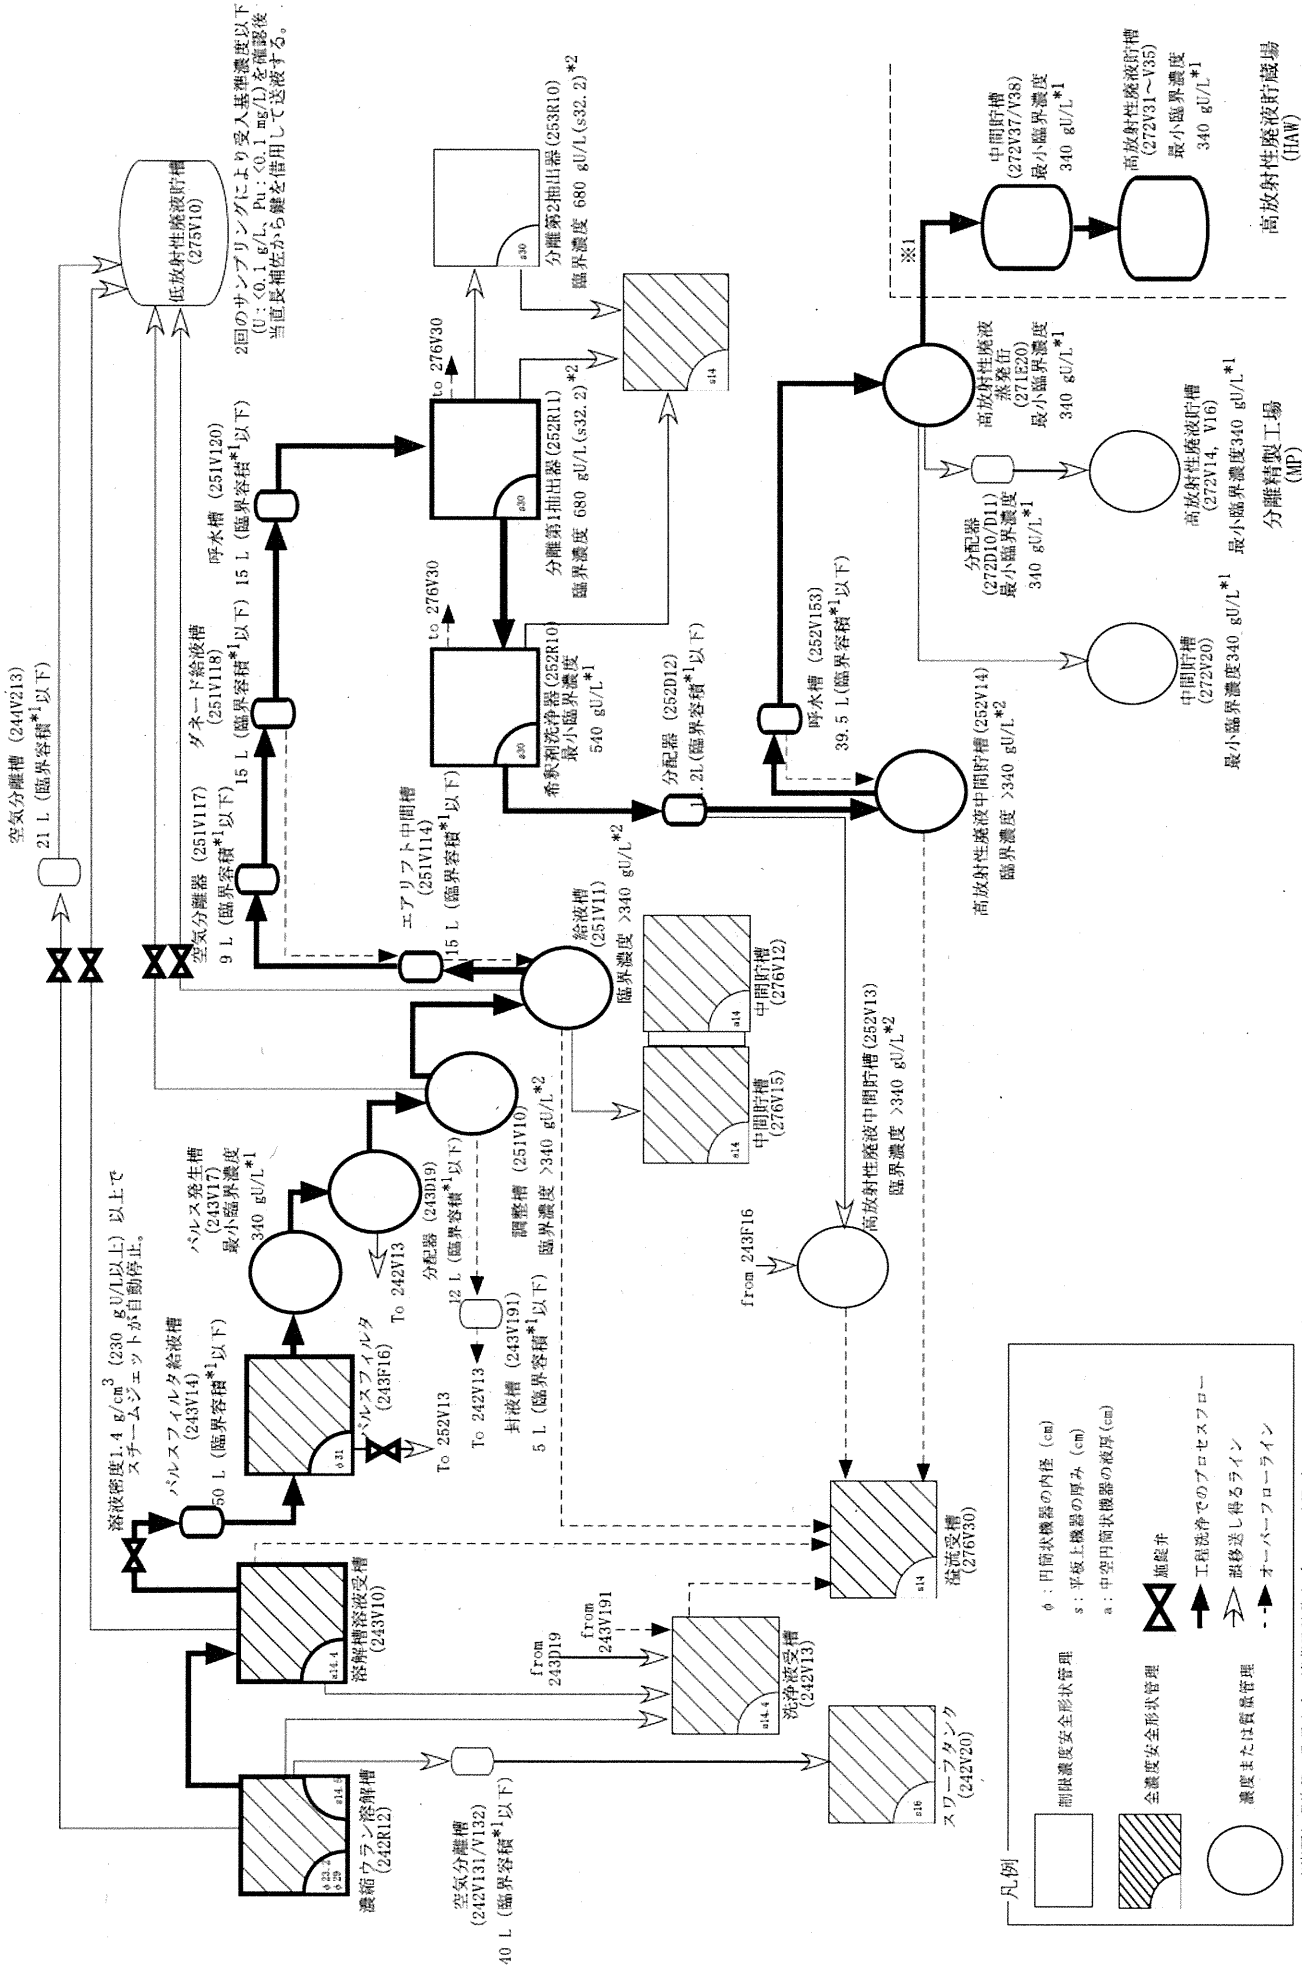 空気分離槽 (244V213)
21 L (臨界容積*1以下)
低放射性廃液貯槽
(275V10)
2回のサンプリングにより受入基準濃度以下
(U:<0.1 g/L、Pu:<0.1 mg/L)を確認後
当直長補佐から鍵を借用して送液する。
溶液密度1.4 g/cm3 (230 gU/L以上) 以上で
スチームジェットが自動停止。
パルスフィルタ給液槽
(243V14)
50 L (臨界容積*1以下)
パルス発生槽
(243V17)
最小臨界濃度
340 gU/L*1
空気分離器 (251V117)
9 L (臨界容積*1以下)
ダネード給液槽
(251V118)
15 L (臨界容積*1以下)
呼水槽 (251V120)
15 L (臨界容積*1以下)
エアリフト中間槽
(251V114)
15 L (臨界容積*1以下)
濃縮ウラン溶解槽
(242R12)
φ23.2
φ29
溶解槽溶液受槽
(243V10)
a14.4
パルスフィルタ
(243F16)
φ31
To 252V13
To 242V13
分配器 (243D19)
12 L (臨界容積*1以下)
To 242V13
封液槽 (243V191)
5 L (臨界容積*1以下)
調整槽 (251V10)
臨界濃度 >340 gU/L*2
給液槽
(251V11)
臨界濃度 >340 gU/L*2
中間貯槽
(276V15)
a14
中間貯槽
(276V12)
a14
希釈剤洗浄器(252R10)
最小臨界濃度
540 gU/L*1
s30
to 276V30
分離第1抽出器(252R11)
臨界濃度 680 gU/L(s32.2)*2
s30
to 276V30
分離第2抽出器(253R10)
臨界濃度 680 gU/L(s32.2)*2
s30
s14
空気分離槽
(242V131/V132)
40 L (臨界容積*1以下)
スワーフタンク
(242V20)
s16
洗浄液受槽
(242V13)
a14.4
from
243D19
from
243V191
溢流受槽
(276V30)
s14
from 243F16
高放射性廃液中間貯槽(252V13)
臨界濃度 >340 gU/L*2
分配器 (252D12)
高放射性廃液中間貯槽(252V14)
臨界濃度 >340 gU/L*2
呼水槽 (252V153)
39.5 L(臨界容積*1以下)
高放射性廃液
蒸発缶
(271E20)
最小臨界濃度
340 gU/L*1
※1
中間貯槽
(272V37/V38)
最小臨界濃度
340 gU/L*1
高放射性廃液貯槽
(272V31~V35)
最小臨界濃度
340 gU/L*1
高放射性廃液貯蔵場
(HAW)
分配器
(272D10/D11)
最小臨界濃度
340 gU/L*1
中間貯槽
(272V20)
最小臨界濃度340 gU/L*1
高放射性廃液貯槽
(272V14, V16)
最小臨界濃度340 gU/L*1
分離精製工場
(MP)
凡例
制限濃度安全形状管理
全濃度安全形状管理
濃度または質量管理
φ:円筒状機器の内径 (cm)
s:平板上機器の厚み (cm)
a:中空円筒状機器の液厚(cm)
施錠弁
工程洗浄でのプロセスフロー
誤移送し得るライン
オーバーフローライン